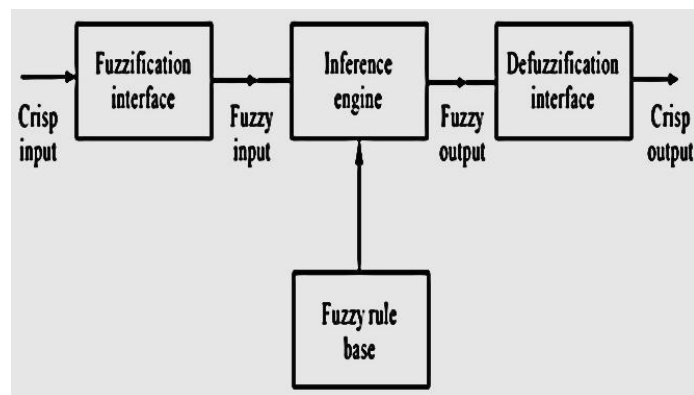 Fuzzification
interface
Inference
engine
Defuzzification
interface
Crisp
input
Fuzzy
input
Fuzzy
output
Crisp
output
Fuzzy rule
base